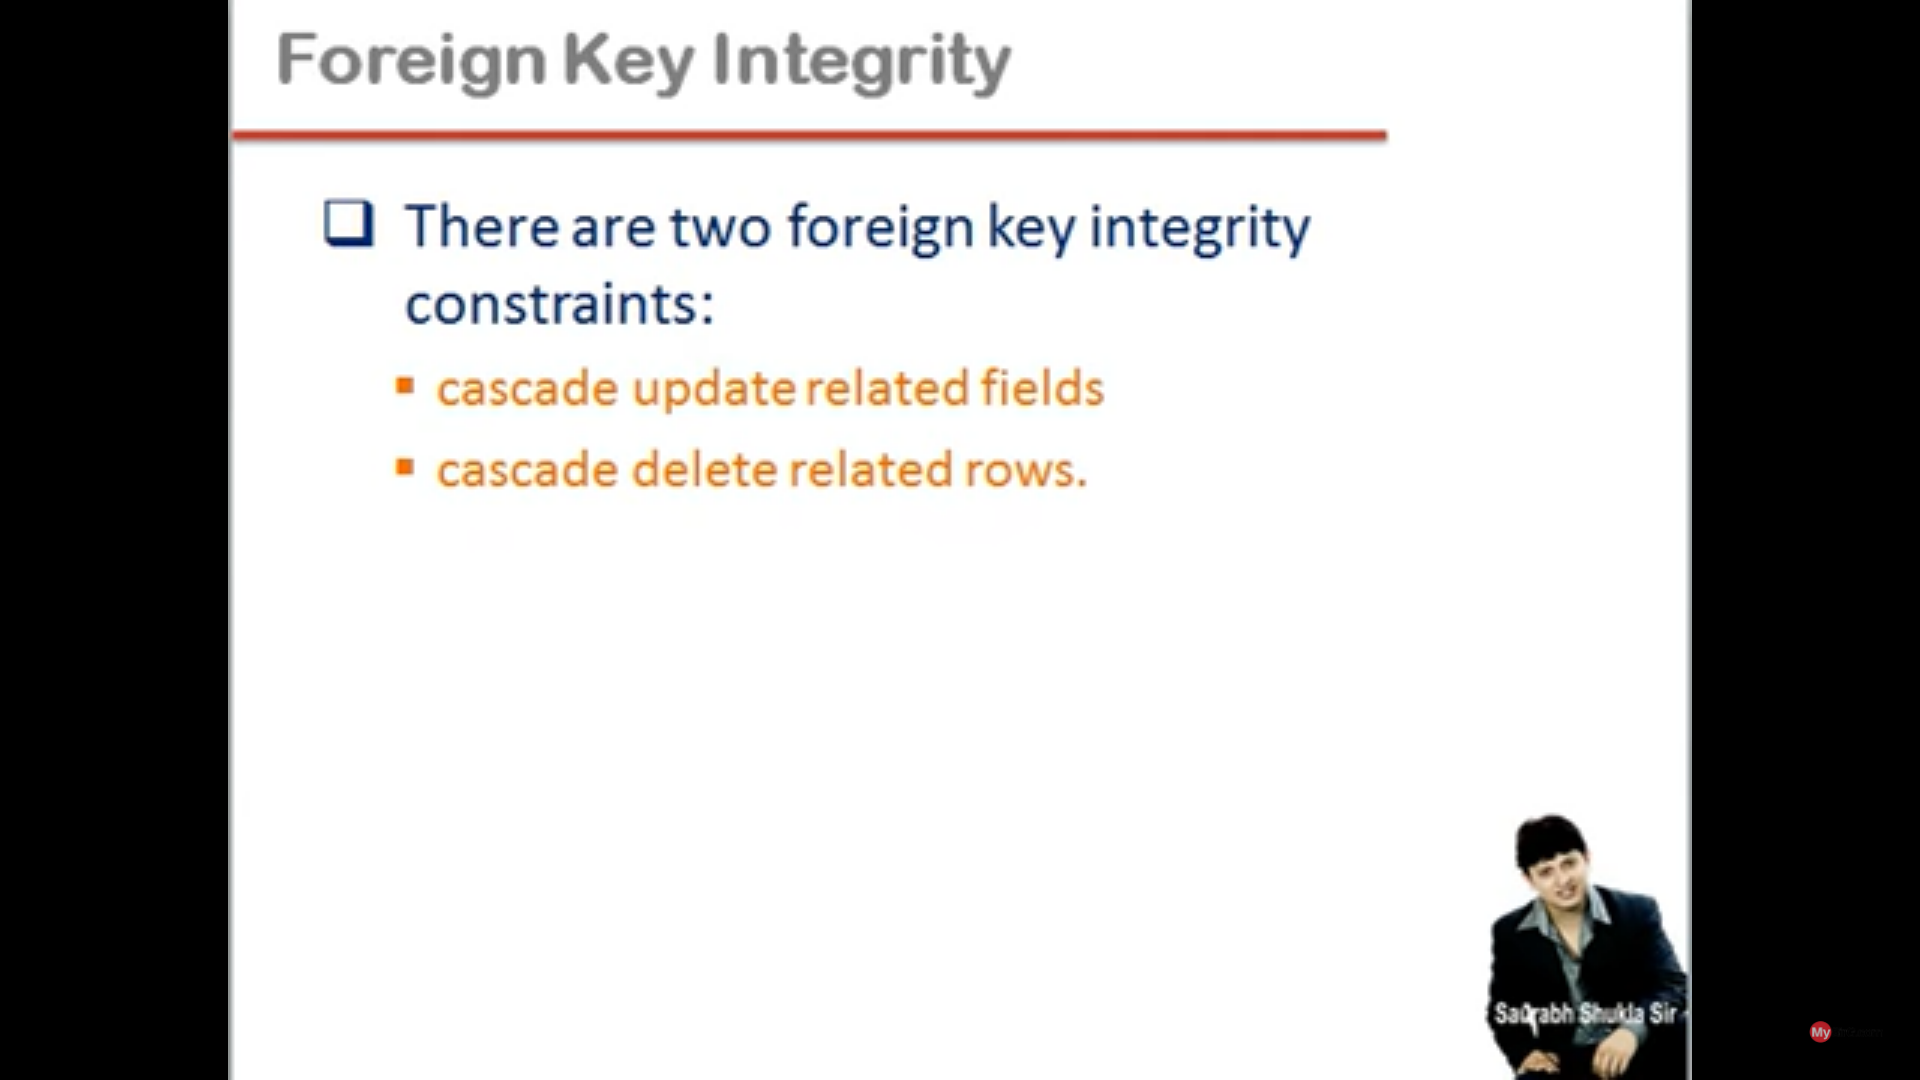 Foreign Key Integrity
There are two foreign key integrity
constraints:
cascade update related fields
cascade delete related rows.
Saurabh Shukla Sir
My